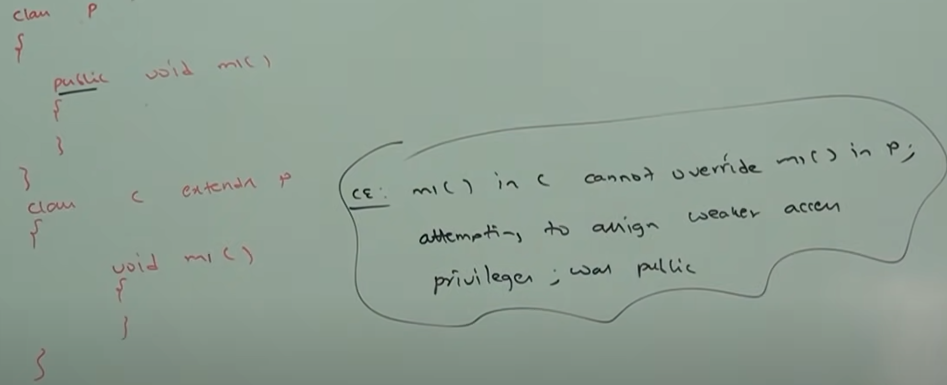 class P
{
public void m1()
{
}
}
class C extends P
{
void m1()
{
}
}
CE: m1() in C cannot override m1() in P;
attempting to assign weaker access
privileges; was public